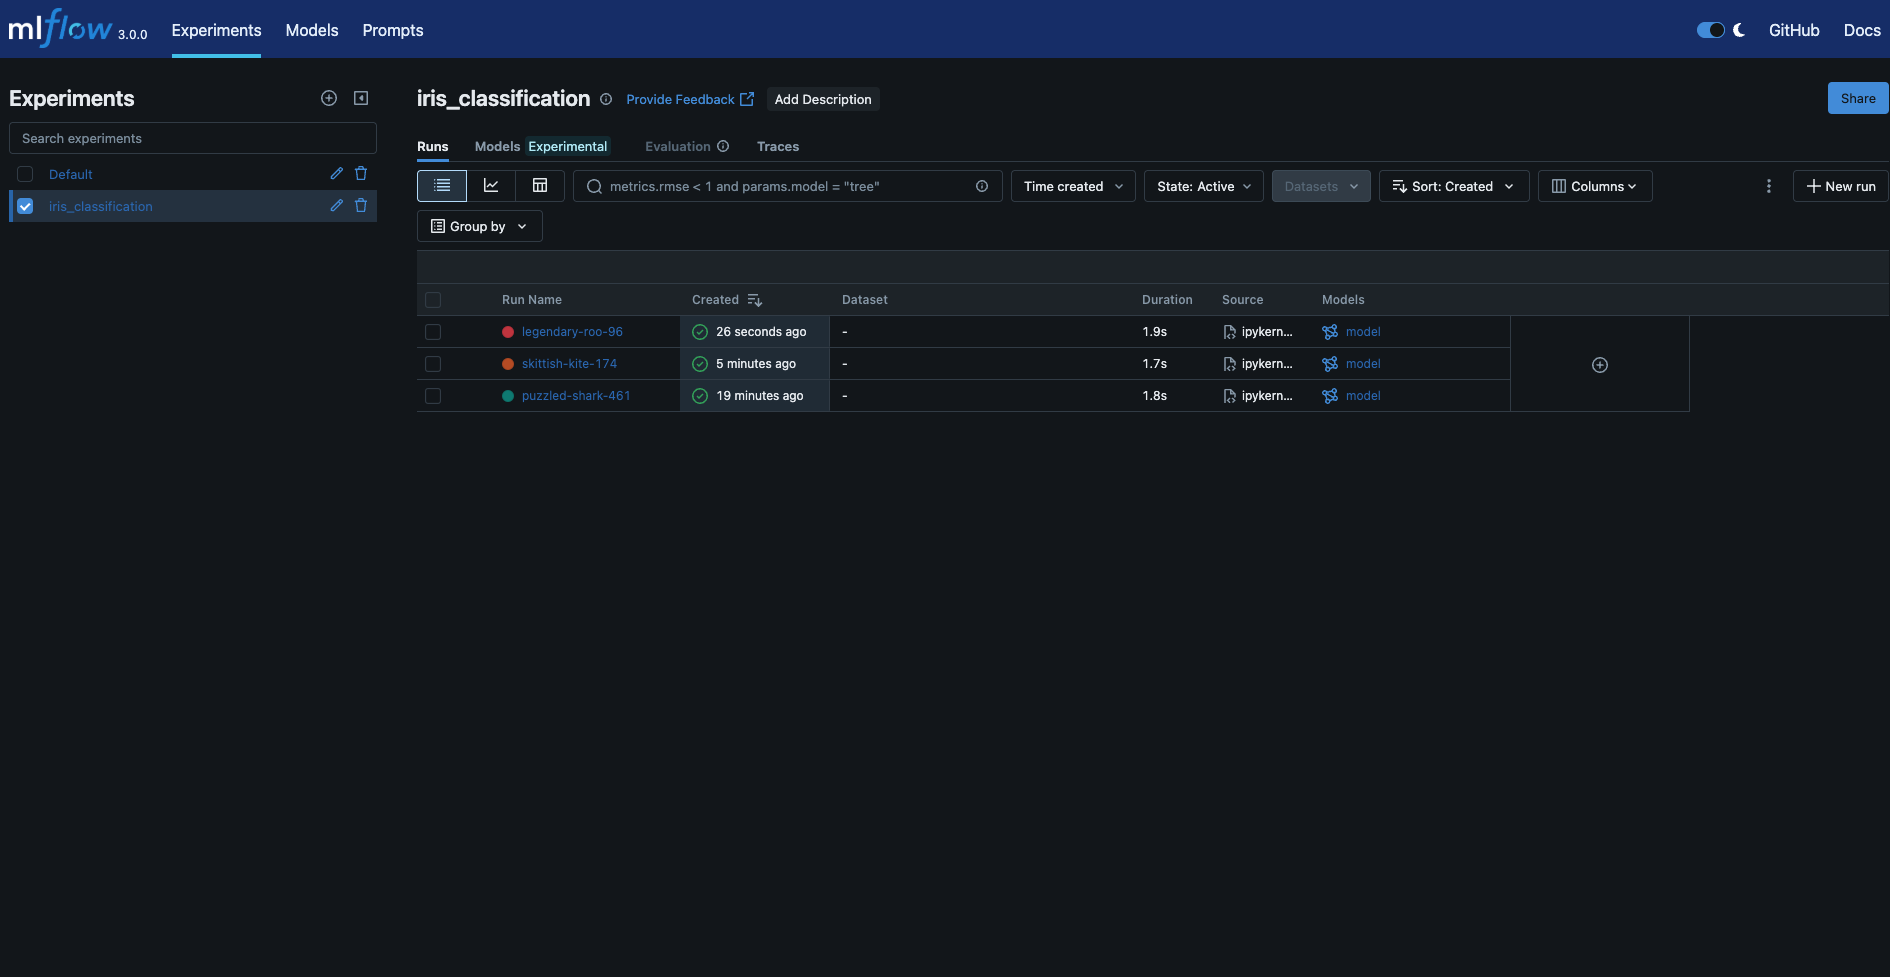 mlflow 3.0.0 Experiments Models Prompts GitHub Docs
Experiments
Search experiments
Default
iris_classification
iris_classification Provide Feedback Add Description Share
Runs Models Experimental Evaluation Traces
metrics.rmse < 1 and params.model = "tree" Time created State: Active Datasets Sort: Created Columns New run
Group by
Run Name Created Dataset Duration Source Models
legendary-roo-96 26 seconds ago - 1.9s ipykern... model
skittish-kite-174 5 minutes ago - 1.7s ipykern... model
puzzled-shark-461 19 minutes ago - 1.8s ipykern... model